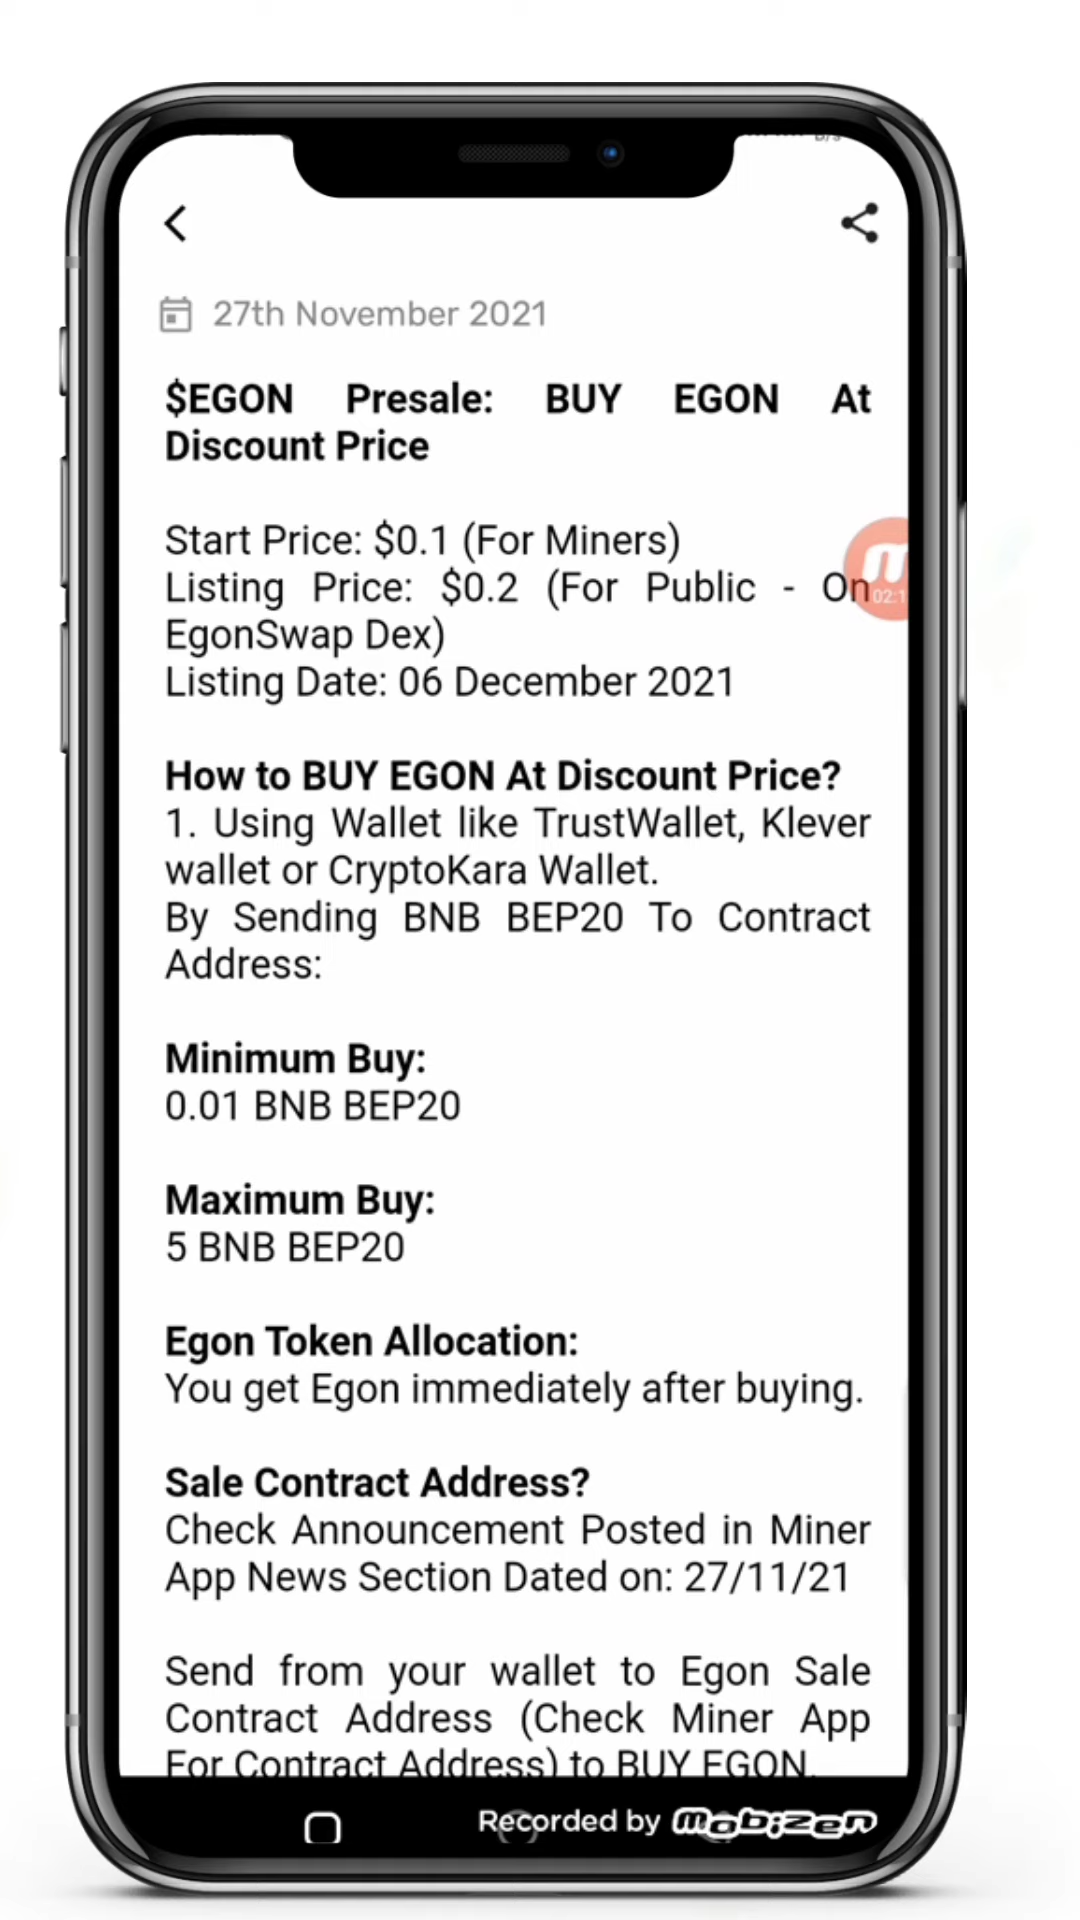 27th November 2021
$EGON Presale: BUY EGON At
Discount Price
Start Price: $0.1 (For Miners)
Listing Price: $0.2 (For Public - On
EgonSwap Dex)
Listing Date: 06 December 2021
How to BUY EGON At Discount Price?
1. Using Wallet like TrustWallet, Klever
wallet or CryptoKara Wallet.
By Sending BNB BEP20 To Contract
Address:
Minimum Buy:
0.01 BNB BEP20
Maximum Buy:
5 BNB BEP20
Egon Token Allocation:
You get Egon immediately after buying.
Sale Contract Address?
Check Announcement Posted in Miner
App News Section Dated on: 27/11/21
Send from your wallet to Egon Sale
Contract Address (Check Miner App
For Contract Address) to BUY EGON.
Recorded by mobizen